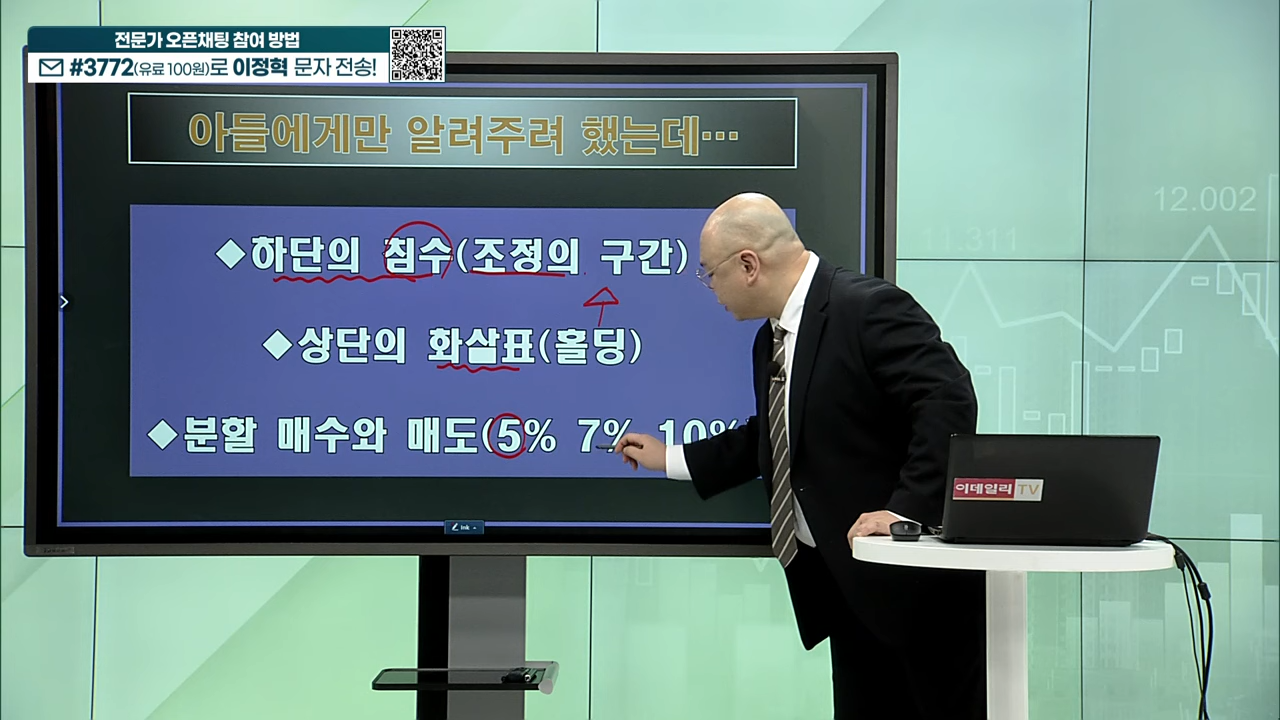 전문가 오픈채팅 참여 방법
#3772(유료 100원)로 이정혁 문자 전송!
아들에게만 알려주려 했는데…
◆하단의 침수(조정의 구간)
◆상단의 화살표(홀딩)
◆분할 매수와 매도(5% 7% 10%
ink
12.002
11.311
이데일리 TV